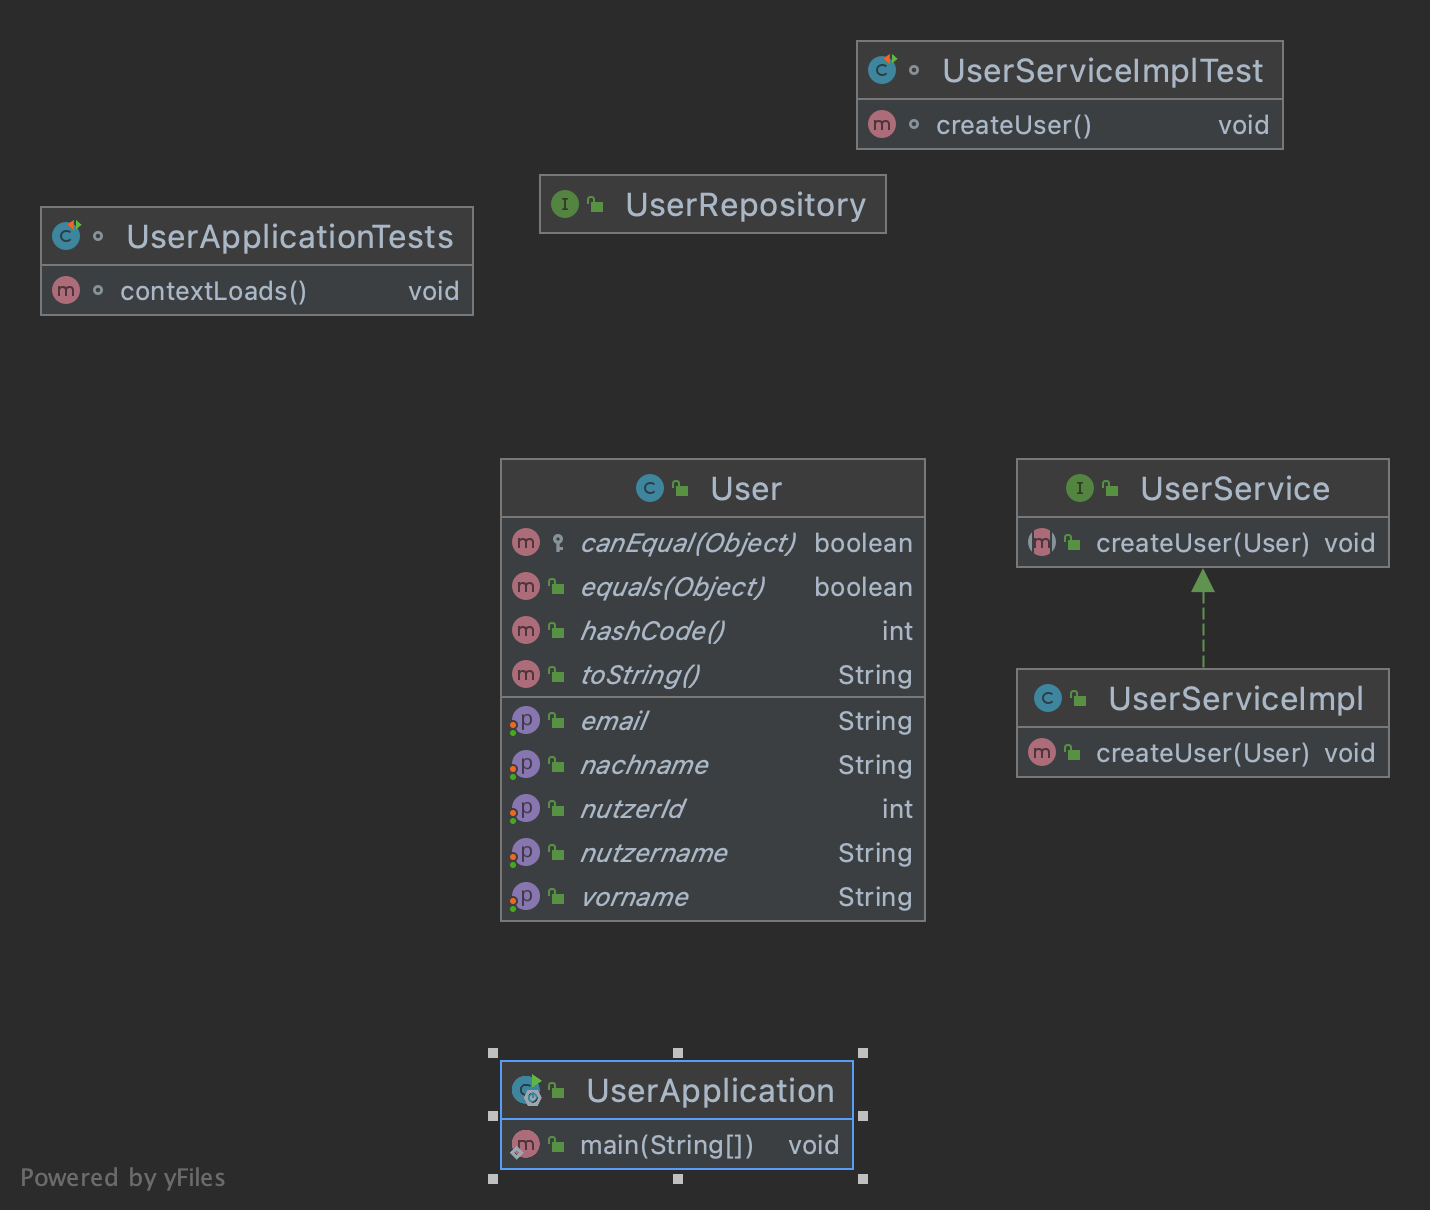 UserServiceImplTest
createUser() void
UserRepository
UserApplicationTests
contextLoads() void
User
canEqual(Object) boolean
equals(Object) boolean
hashCode() int
toString() String
email String
nachname String
nutzerId int
nutzername String
vorname String
UserService
createUser(User) void
UserServiceImpl
createUser(User) void
UserApplication
main(String[]) void
Powered by yFiles